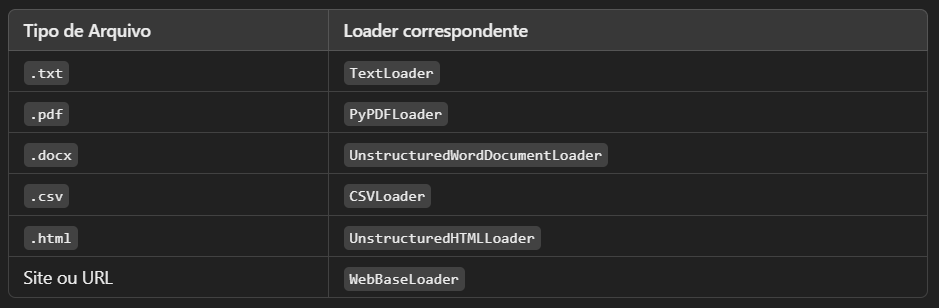 Tipo de Arquivo Loader correspondente
.txt TextLoader
.pdf PyPDFLoader
.docx UnstructuredWordDocumentLoader
.csv CSVLoader
.html UnstructuredHTMLLoader
Site ou URL WebBaseLoader